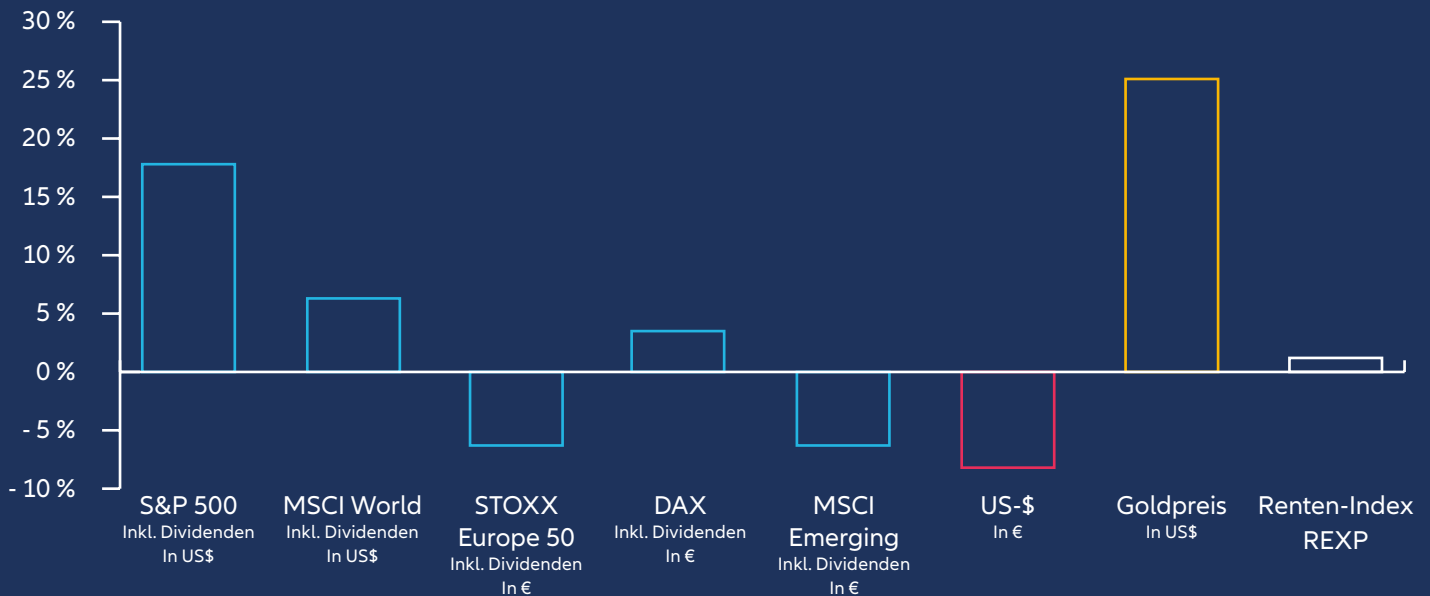 30 %
25 %
20 %
15 %
10 %
5 %
0 %
- 5 %
- 10 %
S&P 500
Inkl. Dividenden
In US$
MSCI World
Inkl. Dividenden
In US$
STOXX
Europe 50
Inkl. Dividenden
In €
DAX
Inkl. Dividenden
In €
MSCI
Emerging
Inkl. Dividenden
In €
US-$
In €
Goldpreis
In US$
Renten-Index
REXP